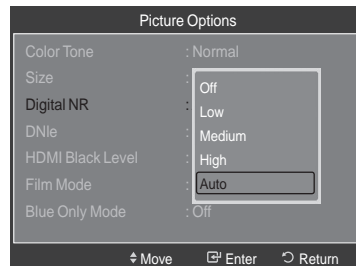 Picture Options
Color Tone : Normal
Size :
Off
Digital NR :
Low
DNIe :
Medium
HDMI Black Level :
High
Film Mode :
Auto
Blue Only Mode : Off
Move Enter Return